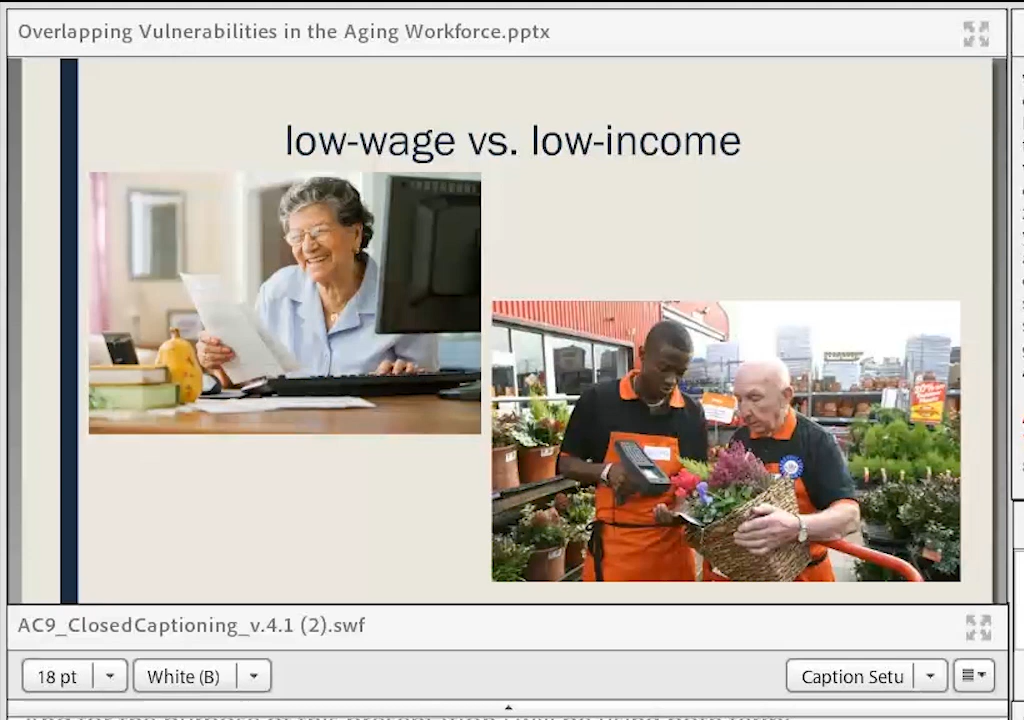 Overlapping Vulnerabilities in the Aging Workforce.pptx
low-wage vs. low-income
AC9_ClosedCaptioning_v.4.1 (2).swf
18 pt
White (B)
Caption Setu